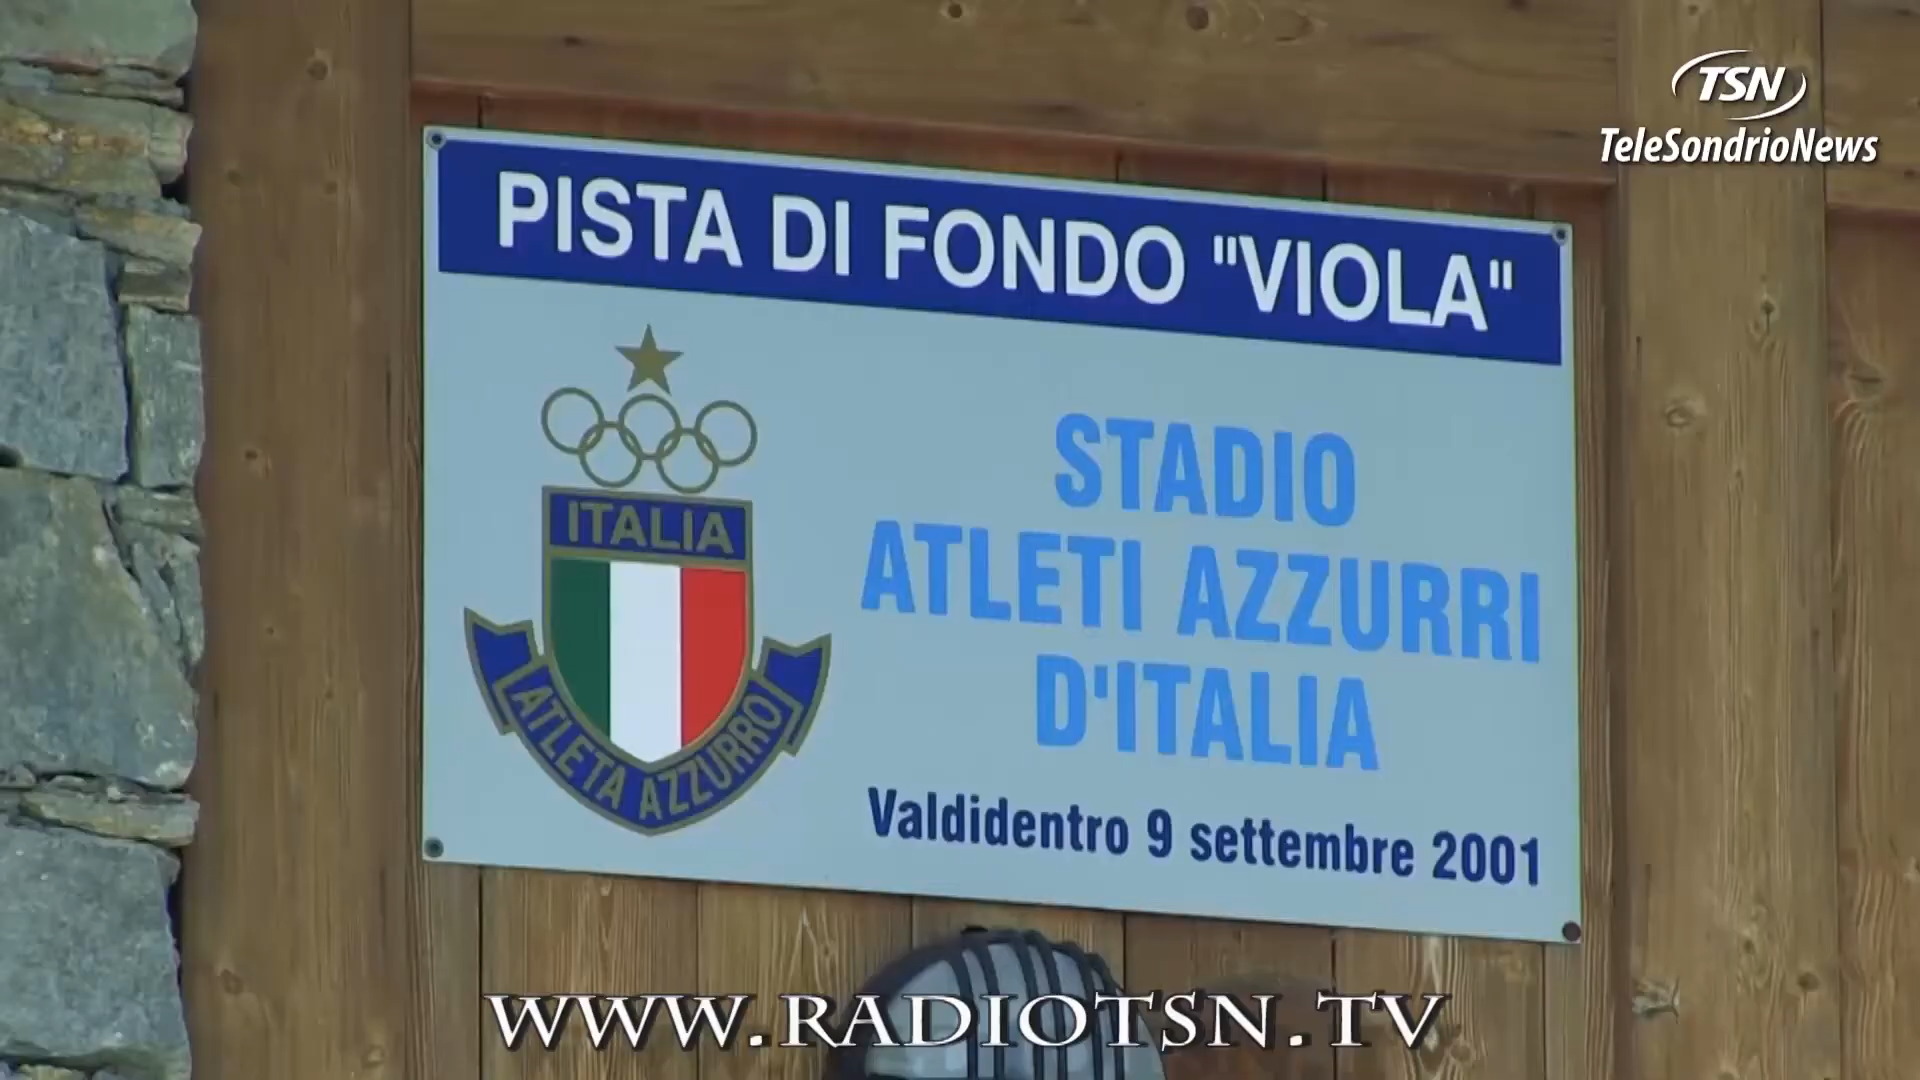 TSN
TeleSondrioNews
PISTA DI FONDO "VIOLA"
ITALIA
ATLETA AZZURRO
STADIO
ATLETI AZZURRI
D'ITALIA
Valdidentro 9 settembre 2001
WWW.RADIOTSN.TV